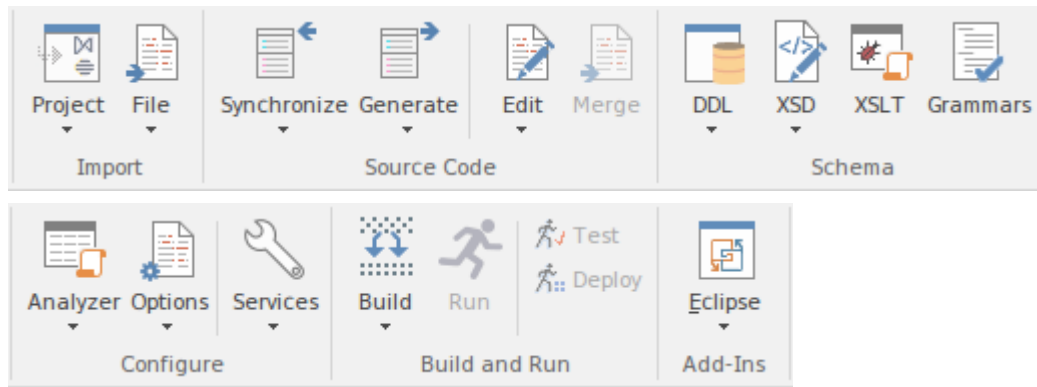 Project File Synchronize Generate Edit Merge DDL XSD XSLT Grammars
Import Source Code Schema
Test
Deploy
Analyzer Options Services Build Run Eclipse
Configure Build and Run Add-Ins